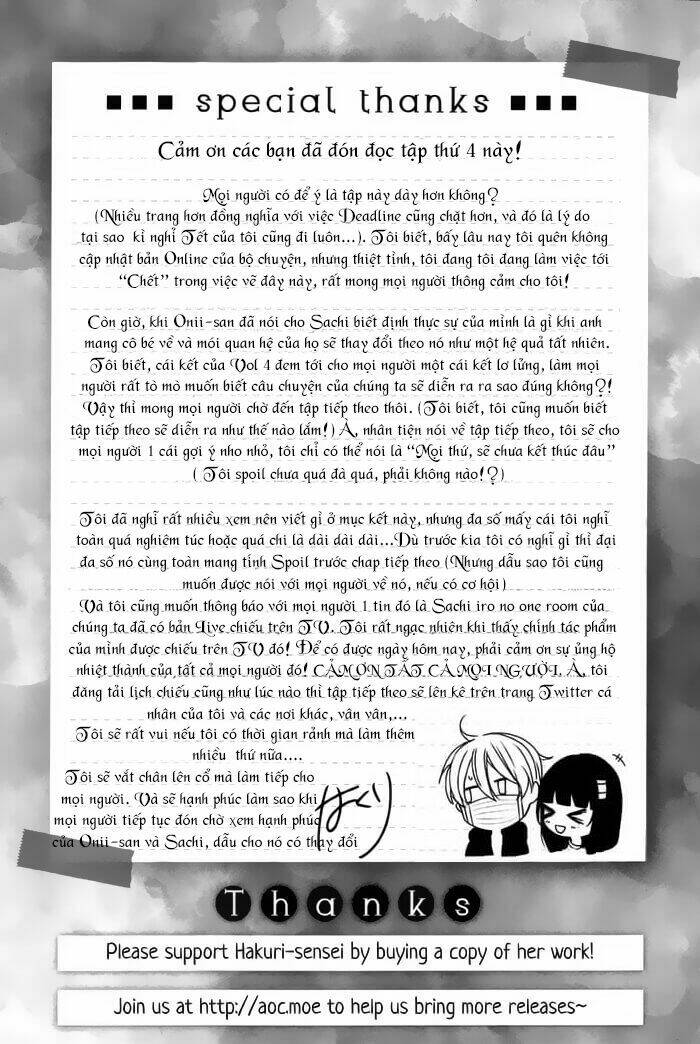 special thanks
Cảm ơn các bạn đã đón đọc tập thứ 4 này!
Mọi người có để ý là tập này dày hơn không?
(Nhiều trang hơn đồng nghĩa với việc Deadline cũng chặt hơn, và đó là lý do
tại sao kì nghỉ Tết của tôi cũng đi luôn...). Tôi biết, bấy lâu nay tôi quên không
cập nhật bản Online của bộ chuyện, nhưng thiệt tình, tôi đang tôi đang làm việc tới
“Chết” trong việc vẽ đây này, rất mong mọi người thông cảm cho tôi!
Còn giờ, khi Onii-san đã nói cho Sachi biết định thực sự của mình là gì khi anh
mang cô bé về và mói quan hệ của họ sẽ thay đổi theo nó như một hệ quả tất nhiên.
Tôi biết, cái kết của Vol 4 đem tới cho mọi người một cái kết lơ lửng, làm mọi
người rất tò mò muốn biết câu chuyện của chúng ta sẽ diễn ra ra sao đúng không?!
Vậy thì mong mọi người chờ đến tập tiếp theo thôi. (Tôi biết, tôi cũng muốn biết
tập tiếp theo sẽ diễn ra như thế nào lắm!) À, nhân tiện nói về tập tiếp theo, tôi sẽ cho
mọi người 1 cái gợi ý nho nhỏ, tôi chỉ có thể nói là “Mọi thứ, sẽ chưa kết thúc đâu”
( Tôi spoil chưa quá đà quá, phải không nào!?)
Tôi đã nghĩ rất nhiều xem nên viết gì ở mục kết này, nhưng đa số mấy cái tôi nghĩ
toàn quá nghiêm túc hoặc quá chi là dài dài dài...Dù trước kia tôi có nghĩ gì thì đại
đa số nó cùng toàn mang tính Spoil trước chap tiếp theo (Nhưng dẫu sao tôi cũng
muốn được nói với mọi người về nó, nếu có cơ hội)
Và tôi cũng muốn thông báo với mọi người 1 tin đó là Sachi iro no one room của
chúng ta đã có bản Live chiếu trên TV. Tôi rất ngạc nhiên khi thấy chính tác phẩm
của mình được chiếu trên TV đó! Để có được ngày hôm nay, phải cảm ơn sự ủng hộ
nhiệt thành của tất cả mọi người đó! CẢM ƠN TẤT CẢ MỌI NGƯỜI. À, tôi
đăng tải lịch chiếu cũng như lúc nào thì tập tiếp theo sẽ lên kê trên trang Twitter cá
nhân của tôi và các nơi khác, vân vân,...
Tôi sẽ rất vui nếu tôi có thời gian rảnh mà làm thêm
nhiều thứ nữa....
Tôi sẽ vắt chân lên cổ mà làm tiếp cho
mọi người. Và sẽ hạnh phúc làm sao khi
mọi người tiếp tục đón chờ xem hạnh phúc
của Onii-san và Sachi, dẫu cho nó có thay đổi
はくり
Thanks
Please support Hakuri-sensei by buying a copy of her work!
Join us at http://aoc.moe to help us bring more releases~